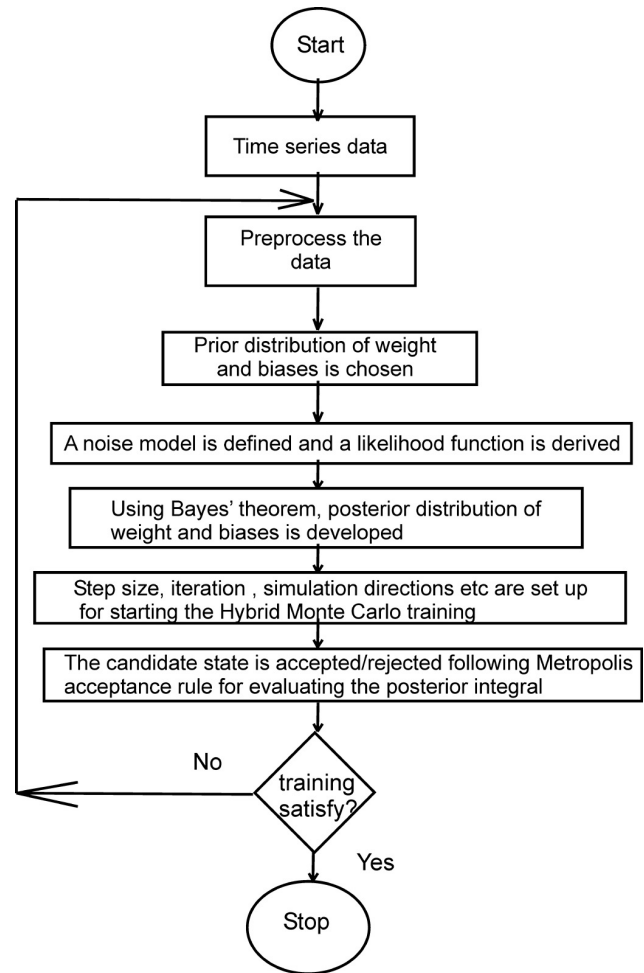 Start
Time series data
Preprocess the
data
Prior distribution of weight
and biases is chosen
A noise model is defined and a likelihood function is derived
Using Bayes' theorem, posterior distribution of
weight and biases is developed
Step size, iteration , simulation directions etc are set up
for starting the Hybrid Monte Carlo training
The candidate state is accepted/rejected following Metropolis
acceptance rule for evaluating the posterior integral
No
training
satisfy?
Yes
Stop